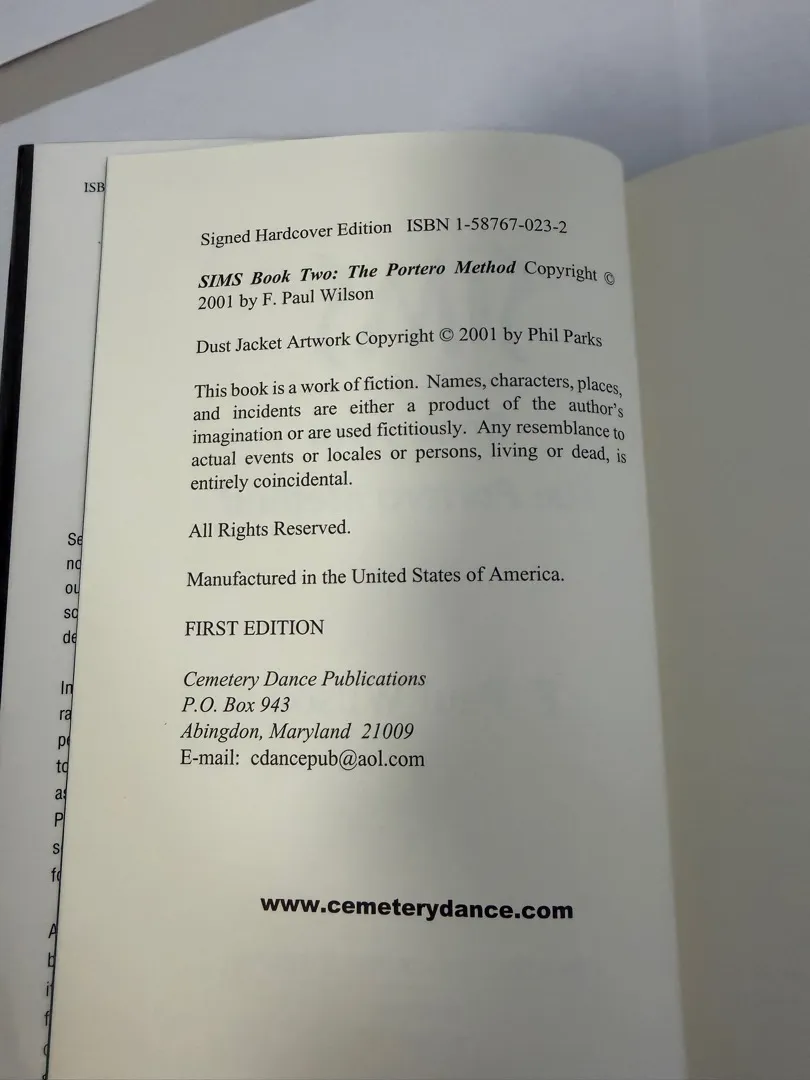 ISB
Signed Hardcover Edition ISBN 1-58767-023-2
SIMS Book Two: The Portero Method Copyright ©
2001 by F. Paul Wilson
Dust Jacket Artwork Copyright © 2001 by Phil Parks
This book is a work of fiction. Names, characters, places,
and incidents are either a product of the author's
imagination or are used fictitiously. Any resemblance to
actual events or locales or persons, living or dead, is
entirely coincidental.
All Rights Reserved.
Manufactured in the United States of America.
FIRST EDITION
Cemetery Dance Publications
P.O. Box 943
Abingdon, Maryland 21009
E-mail: cdancepub@aol.com
www.cemeterydance.com